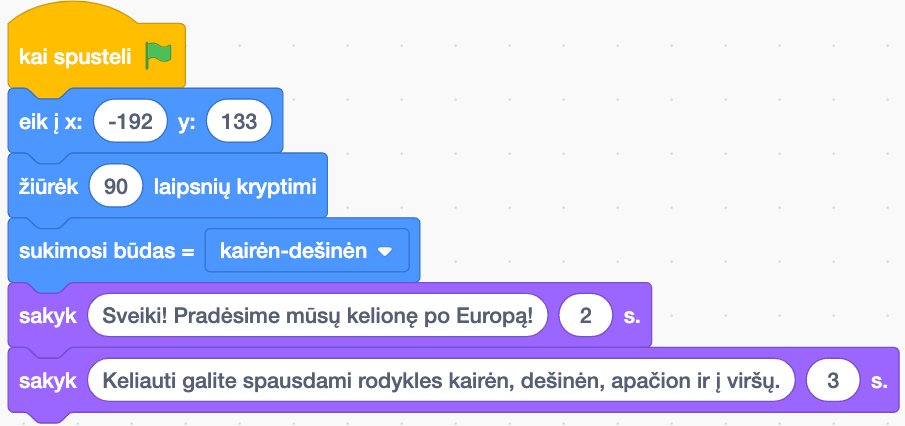 kai spusteli
eik į x: -192 y: 133
žiūrėk 90 laipsnių kryptimi
sukimosi būdas = kairėn-dešinėn
sakyk Sveiki! Pradėsime mūsų kelionę po Europą! 2 s.
sakyk Keliauti galite spausdami rodykles kairėn, dešinėn, apačion ir į viršų. 3 s.